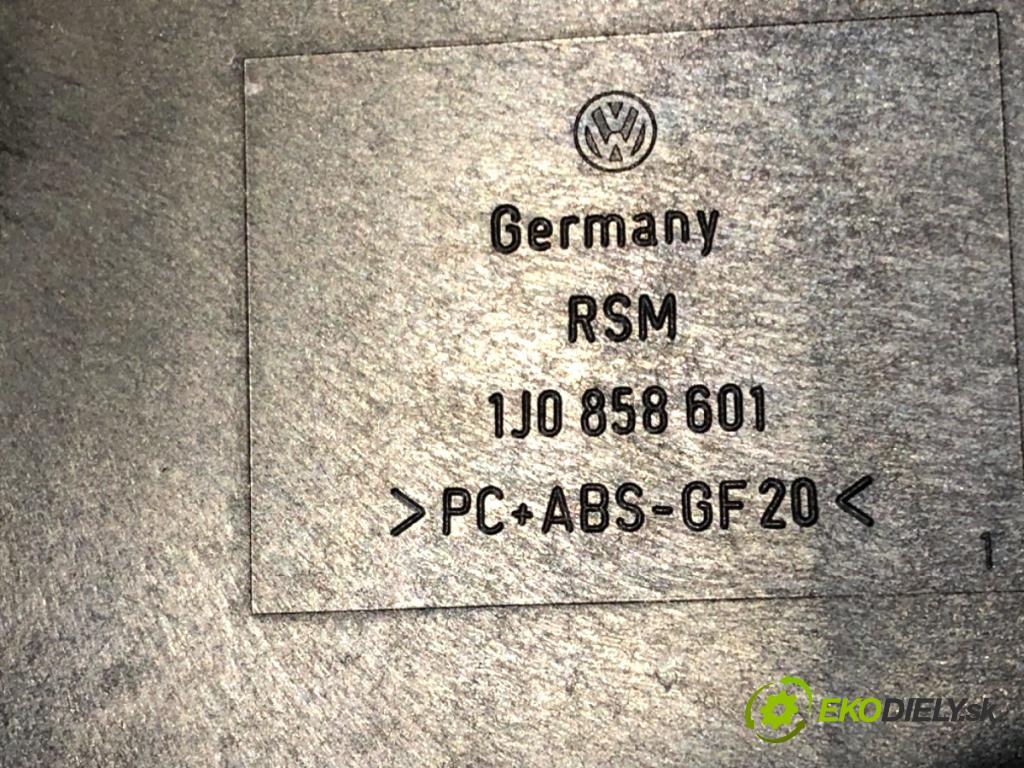 Germany
RSM
1J0 858 601
>PC+ABS-GF20<
1
EKODIELY.sk